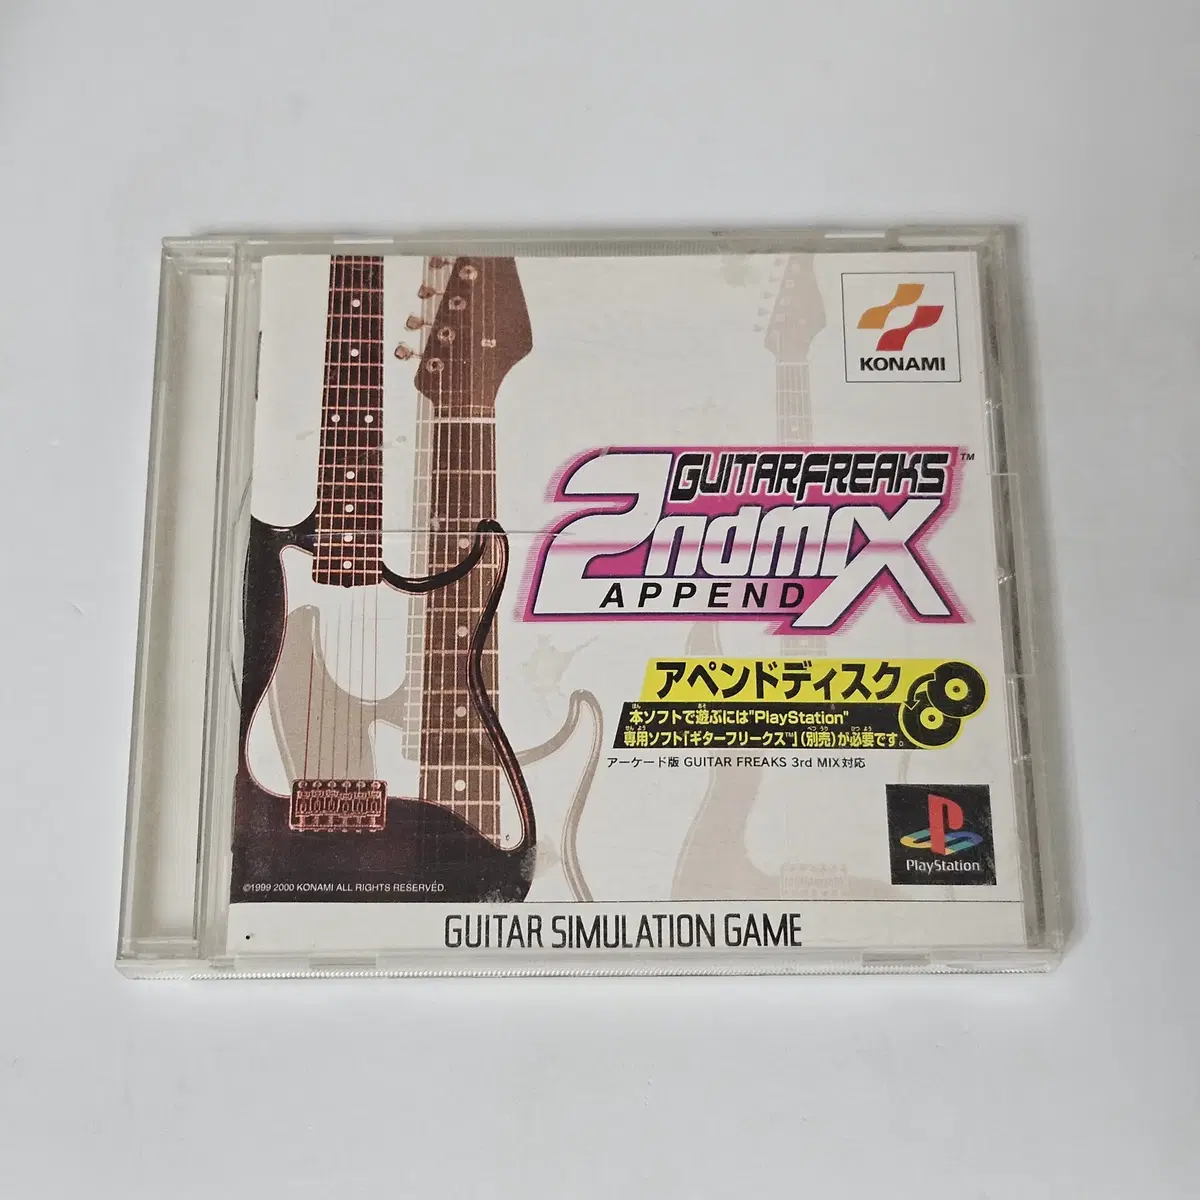 KONAMI
GUITARFREAKS™
2ndMIX
APPEND
アペンドディスク
本ソフトで遊ぶには"PlayStation"
専用ソフト「ギターフリークス™」(別売)が必要です。
アーケード版 GUITAR FREAKS 3rd MIX対応
PlayStation
©1999 2000 KONAMI ALL RIGHTS RESERVED.
GUITAR SIMULATION GAME